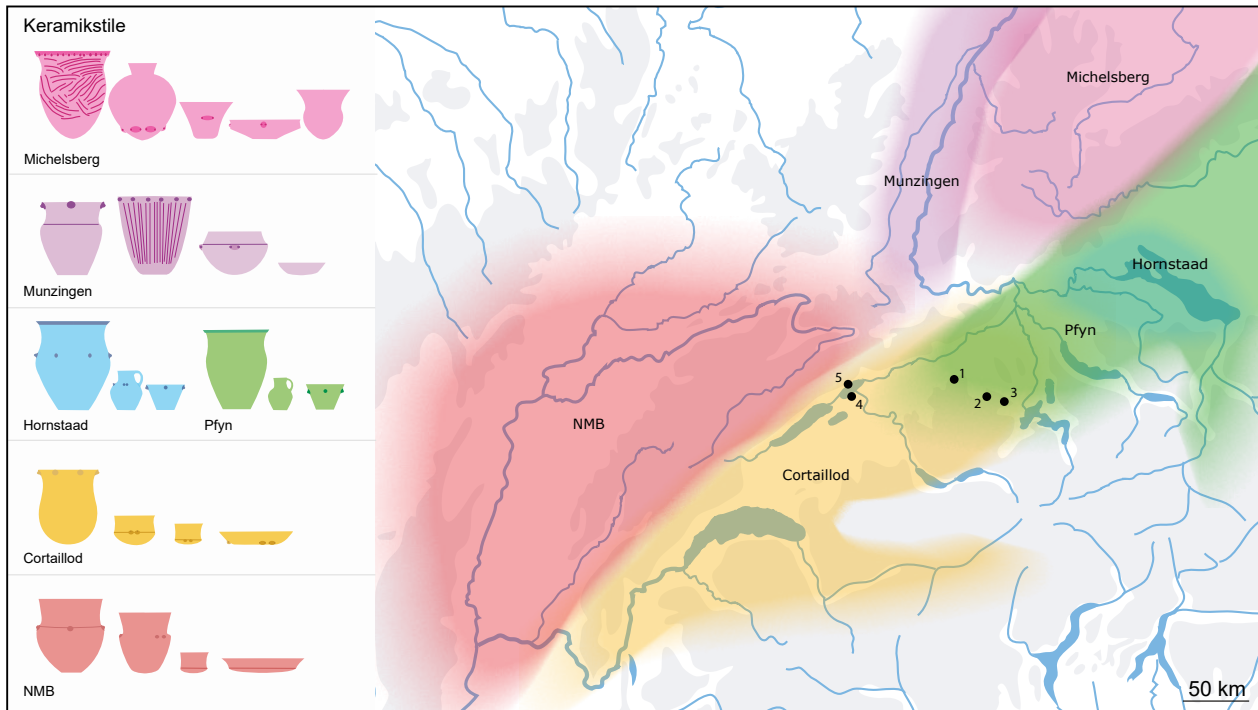 Keramikstile
Michelsberg
Munzingen
Hornstaad Pfyn
Cortaillod
NMB
Michelsberg
Munzingen
Hornstaad
Pfyn
1
5
2 3
4
NMB
Cortaillod
50 km